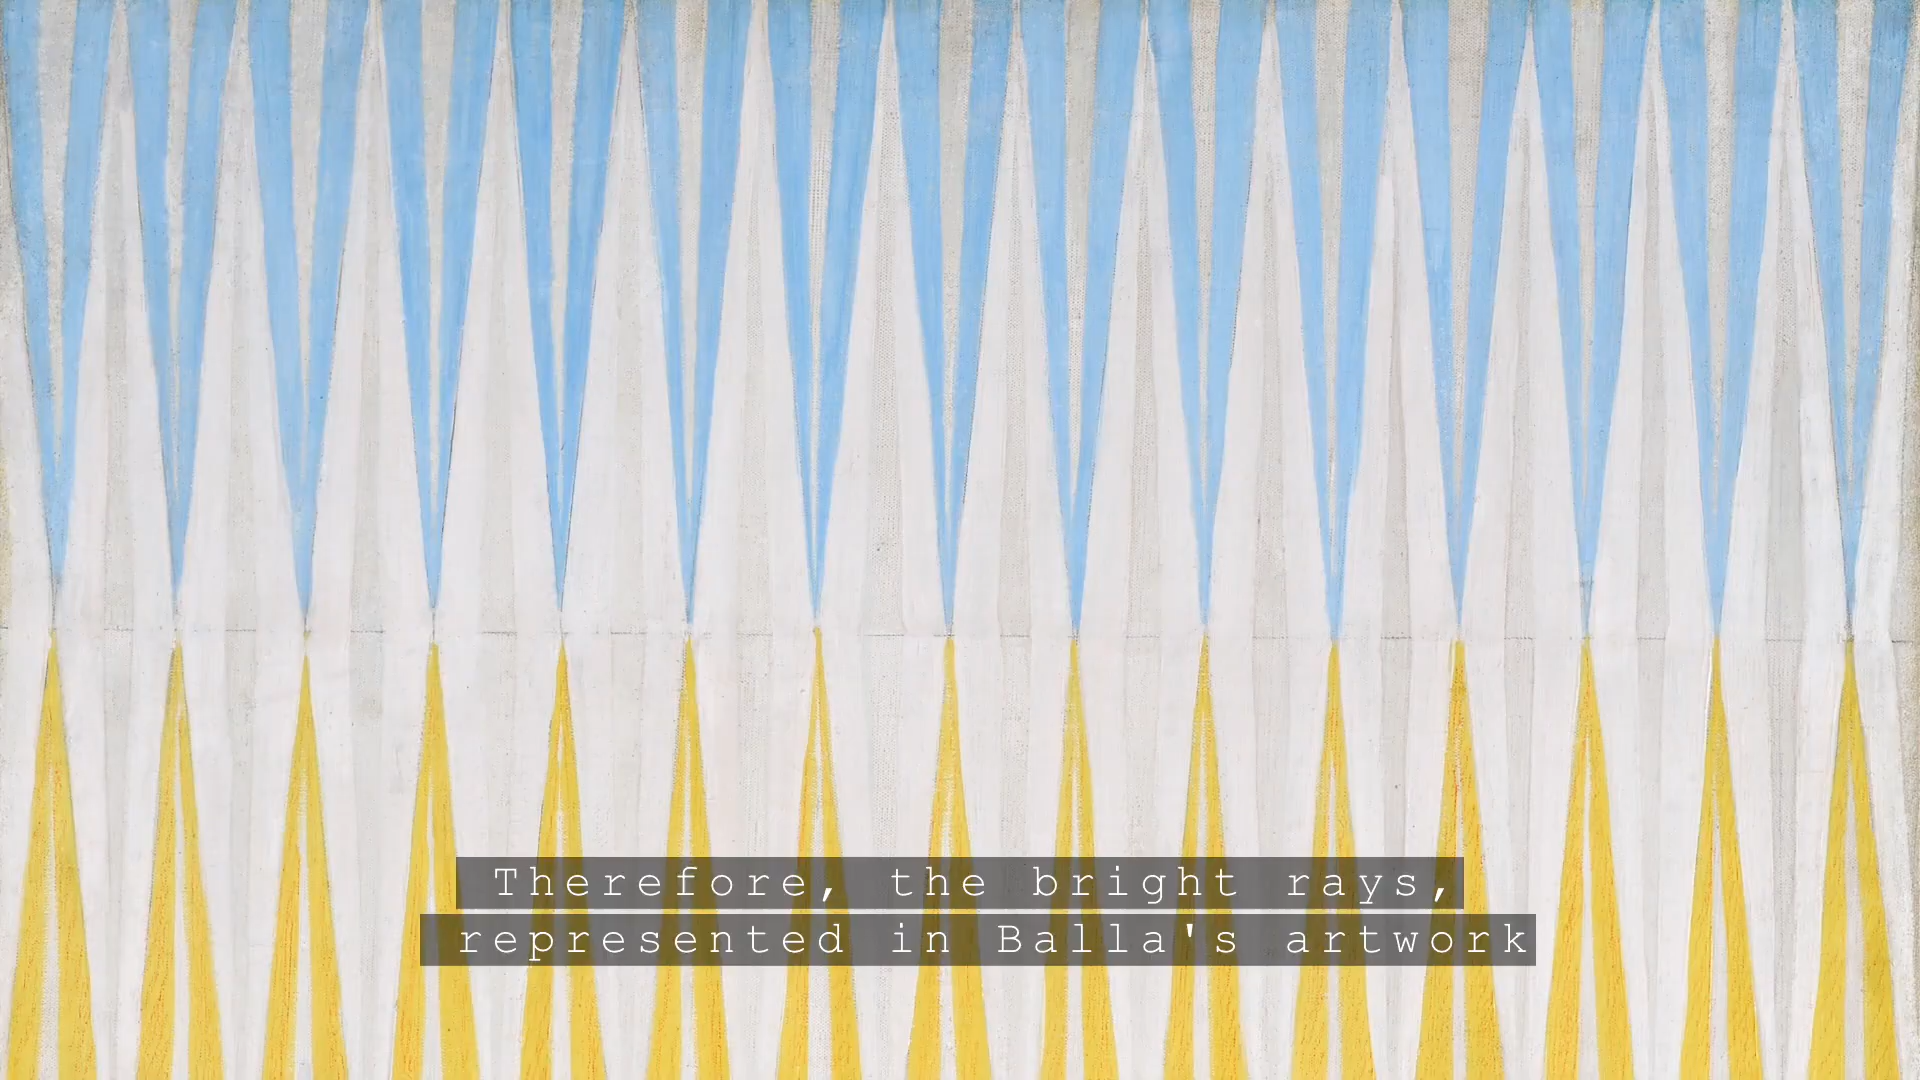 Therefore, the bright rays,
represented in Balla's artwork